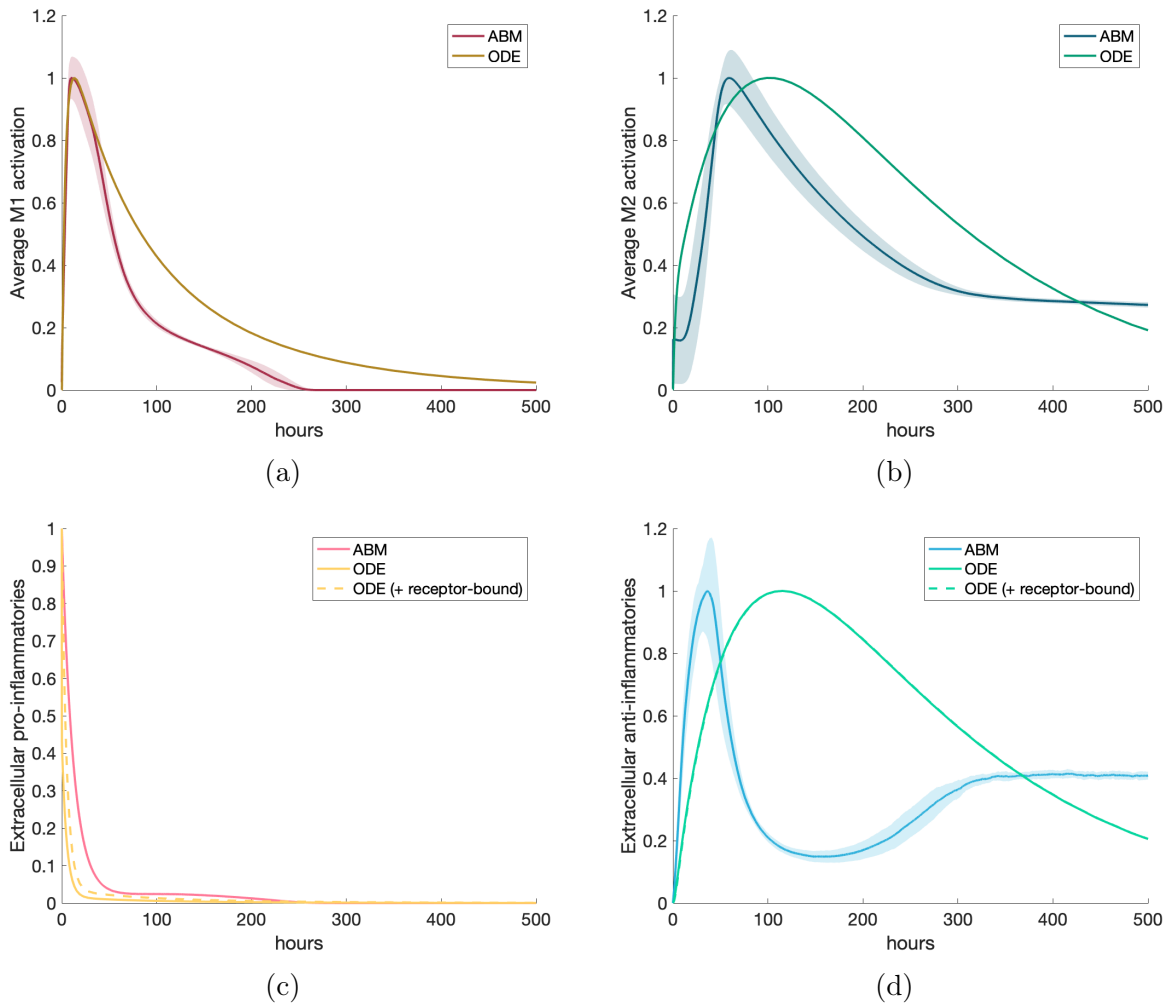 Average M1 activation
1.2
1
0.8
0.6
0.4
0.2
0
0
100
200
300
400
500
hours
ABM
ODE
(a)
Average M2 activation
1.2
1
0.8
0.6
0.4
0.2
0
0
100
200
300
400
500
hours
ABM
ODE
(b)
Extracellular pro-inflammatories
1
0.9
0.8
0.7
0.6
0.5
0.4
0.3
0.2
0.1
0
0
100
200
300
400
500
hours
ABM
ODE
ODE (+ receptor-bound)
(c)
Extracellular anti-inflammatories
1.2
1
0.8
0.6
0.4
0.2
0
0
100
200
300
400
500
hours
ABM
ODE
ODE (+ receptor-bound)
(d)